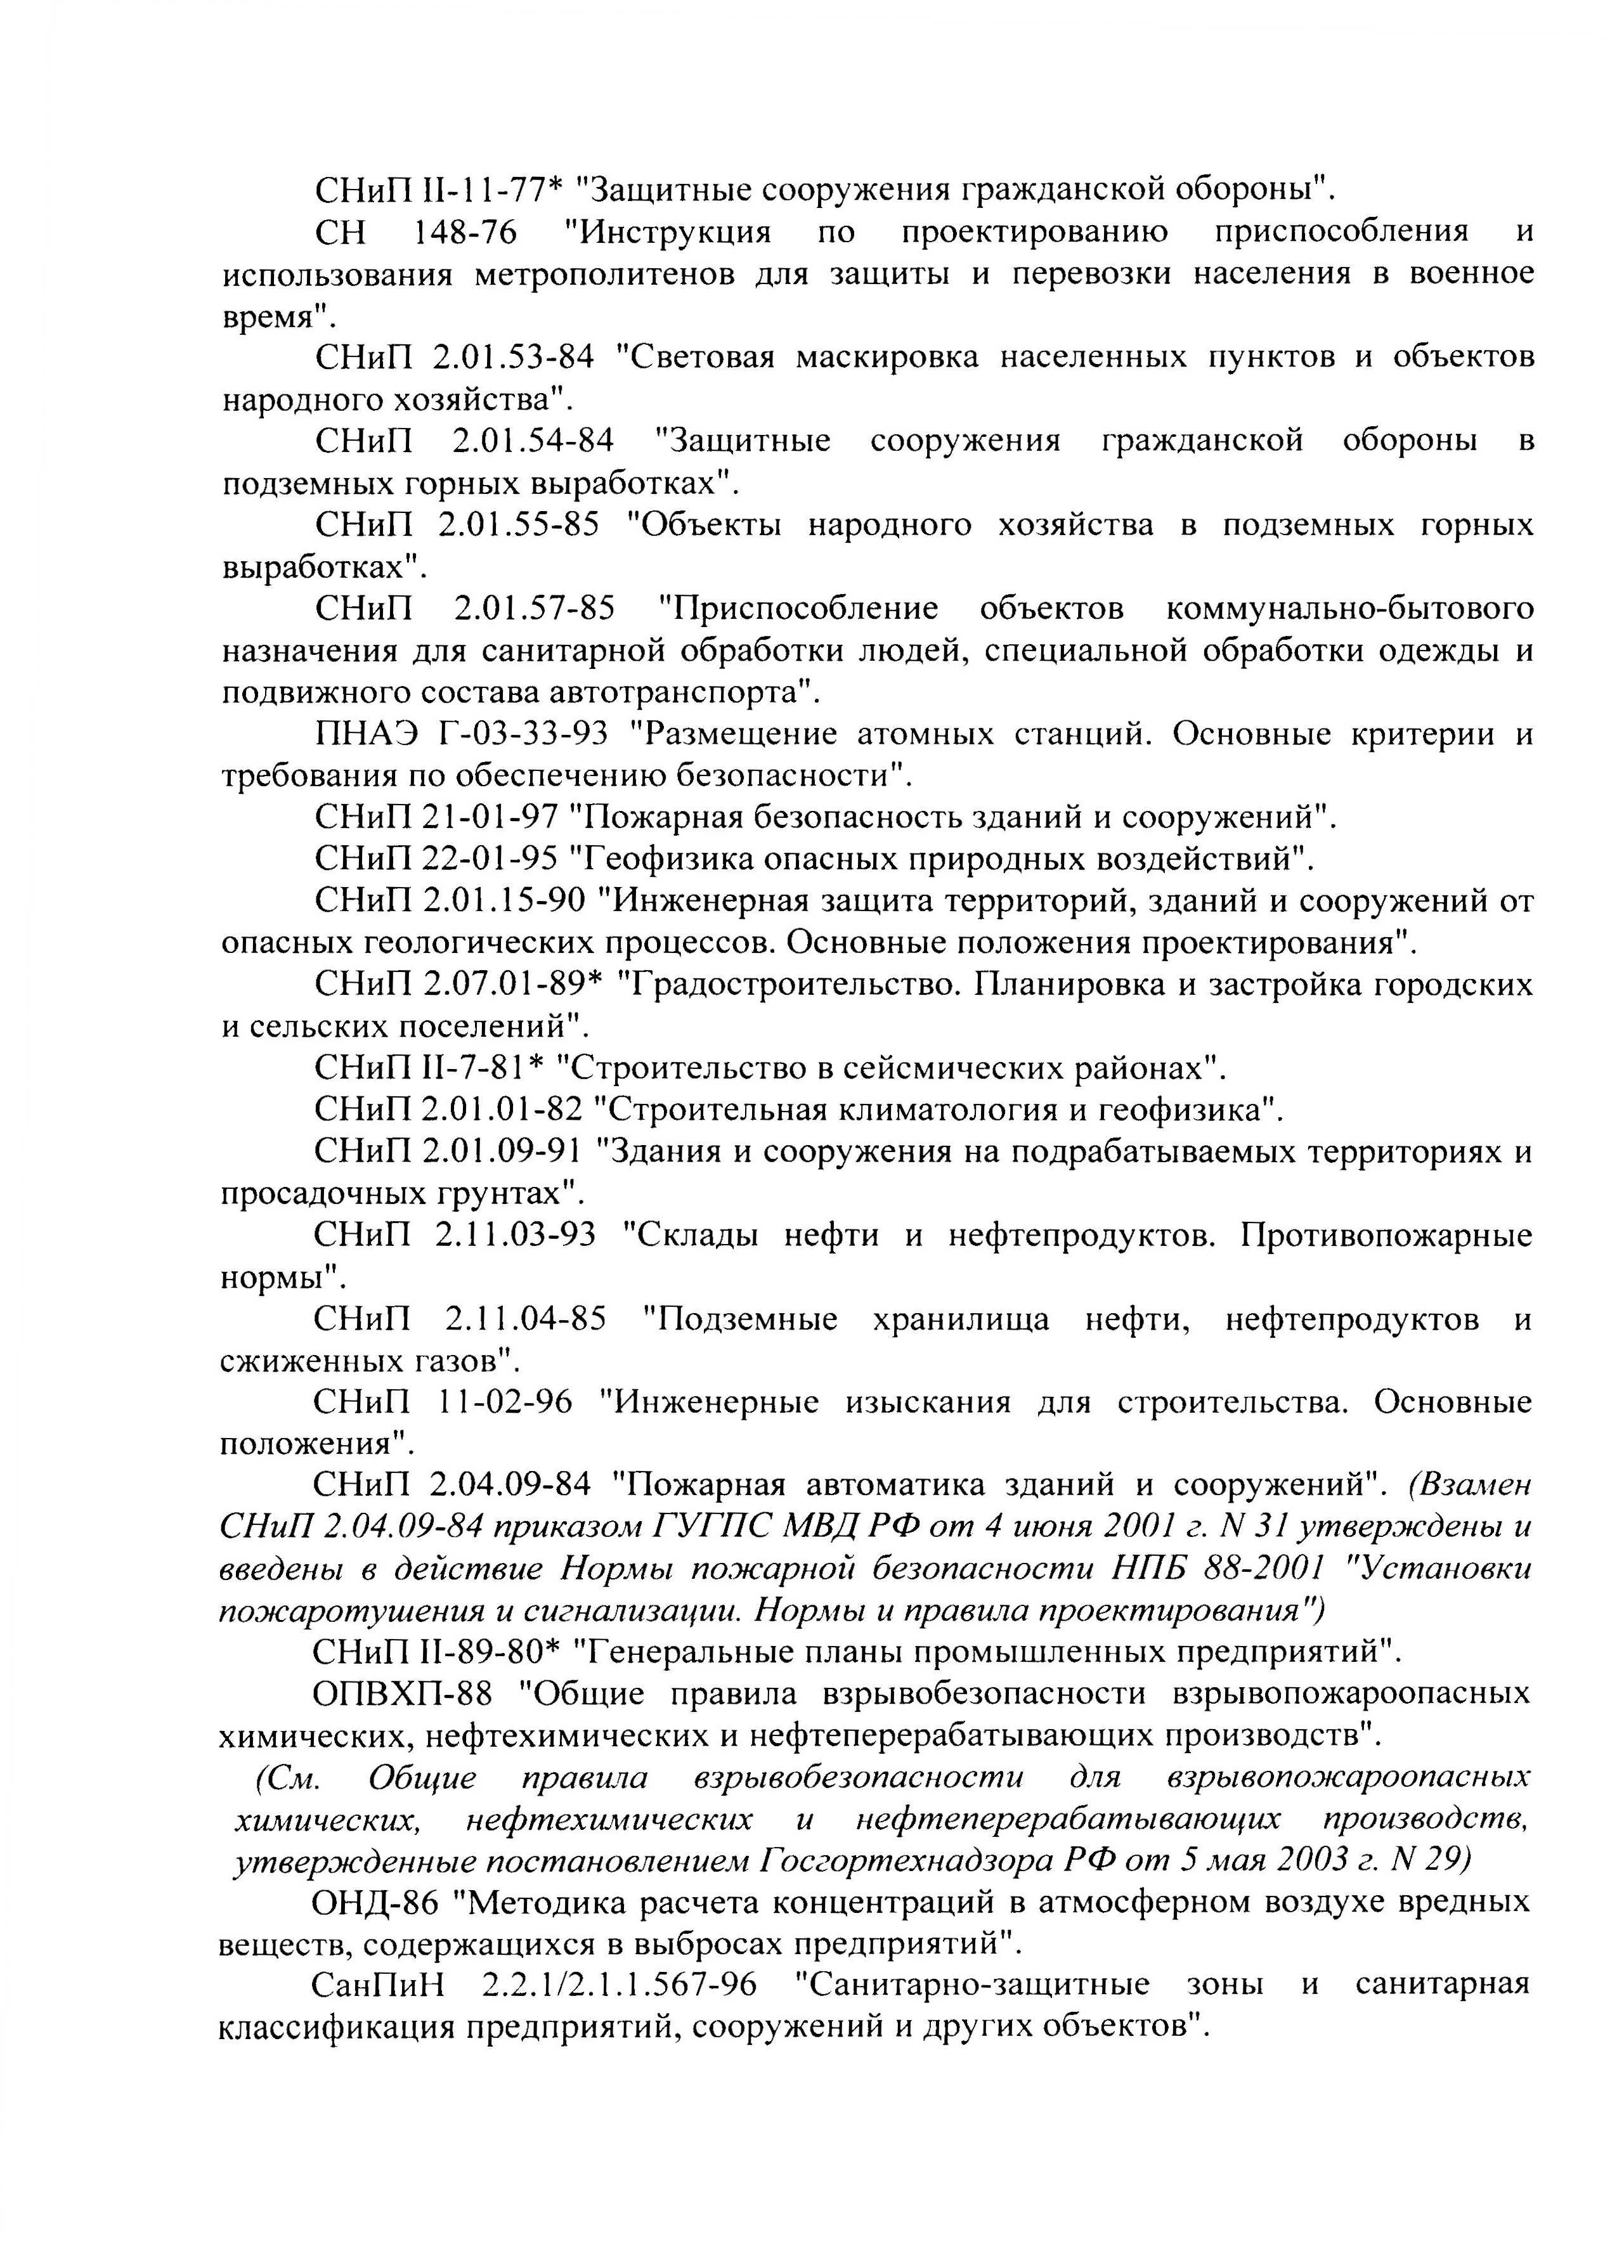 СНиП II-11-77* "Защитные сооружения гражданской обороны".
СН 148-76 "Инструкция по проектированию приспособления и
использования метрополитенов для защиты и перевозки населения в военное
время".
СНиП 2.01.53-84 "Световая маскировка населенных пунктов и объектов
народного хозяйства".
СНиП 2.01.54-84 "Защитные сооружения гражданской обороны в
подземных горных выработках".
СНиП 2.01.55-85 "Объекты народного хозяйства в подземных горных
выработках".
СНиП 2.01.57-85 "Приспособление объектов коммунально-бытового
назначения для санитарной обработки людей, специальной обработки одежды и
подвижного состава автотранспорта".
ПНАЭ Г-03-33-93 "Размещение атомных станций. Основные критерии и
требования по обеспечению безопасности".
СНиП 21-01-97 "Пожарная безопасность зданий и сооружений".
СНиП 22-01-95 "Геофизика опасных природных воздействий".
СНиП 2.01.15-90 "Инженерная защита территорий, зданий и сооружений от
опасных геологических процессов. Основные положения проектирования".
СНиП 2.07.01-89* "Градостроительство. Планировка и застройка городских
и сельских поселений".
СНиП II-7-81* "Строительство в сейсмических районах".
СНиП 2.01.01-82 "Строительная климатология и геофизика".
СНиП 2.01.09-91 "Здания и сооружения на подрабатываемых территориях и
просадочных грунтах".
СНиП 2.11.03-93 "Склады нефти и нефтепродуктов. Противопожарные
нормы".
СНиП 2.11.04-85 "Подземные хранилища нефти, нефтепродуктов и
сжиженных газов".
СНиП 11-02-96 "Инженерные изыскания для строительства. Основные
положения".
СНиП 2.04.09-84 "Пожарная автоматика зданий и сооружений". (Взамен
СНиП 2.04.09-84 приказом ГУГПС МВД РФ от 4 июня 2001 г. N 31 утверждены и
введены в действие Нормы пожарной безопасности НПБ 88-2001 "Установки
пожаротушения и сигнализации. Нормы и правила проектирования")
СНиП II-89-80* "Генеральные планы промышленных предприятий".
ОПВХП-88 "Общие правила взрывобезопасности взрывопожароопасных
химических, нефтехимических и нефтеперерабатывающих производств".
(См. Общие правила взрывобезопасности для взрывопожароопасных
химических, нефтехимических и нефтеперерабатывающих производств,
утвержденные постановлением Госгортехнадзора РФ от 5 мая 2003 г. N 29)
ОНД-86 "Методика расчета концентраций в атмосферном воздухе вредных
веществ, содержащихся в выбросах предприятий".
СанПиН 2.2.1/2.1.1.567-96 "Санитарно-защитные зоны и санитарная
классификация предприятий, сооружений и других объектов".